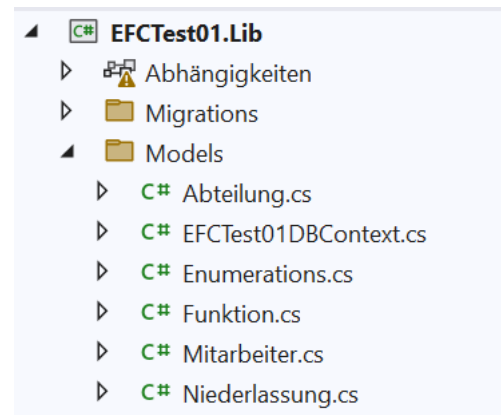 C# EFCTest01.Lib
Abhängigkeiten
Migrations
Models
C# Abteilung.cs
C# EFCTest01DBContext.cs
C# Enumerations.cs
C# Funktion.cs
C# Mitarbeiter.cs
C# Niederlassung.cs